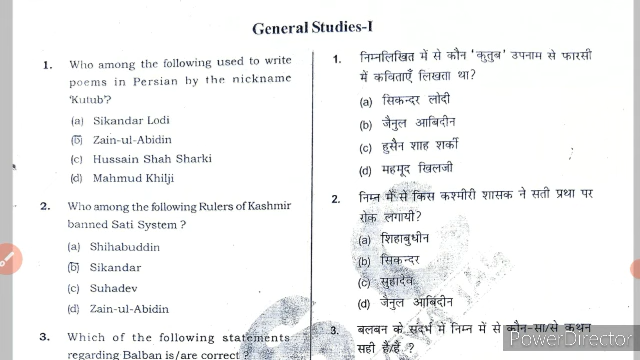 General Studies-I
1. Who among the following used to write
poems in Persian by the nickname
'Kutub'?
(a) Sikandar Lodi
(b) Zain-ul-Abidin
(c) Hussain Shah Sharki
(d) Mahmud Khilji
2. Who among the following Rulers of Kashmir
banned Sati System ?
(a) Shihabuddin
(b) Sikandar
(c) Suhadev
(d) Zain-ul-Abidin
3. Which of the following statements
regarding Balban is/are correct ?
1. निम्नलिखित में से कौन 'कुतुब' उपनाम से फारसी
में कविताएँ लिखता था?
(a) सिकन्दर लोदी
(b) जैनुल आबिदीन
(c) हुसैन शाह शर्की
(d) महमूद खिलजी
2. निम्न में से किस कश्मीरी शासक ने सती प्रथा पर
रोक लगायी?
(a) शिहाबुधीन
(b) सिकन्दर
(c) सुहादेव
(d) जैनुल आबिदीन
3. बलबन के संदर्भ में निम्न में से कौन-सा/से कथन
सही है/हैं ?
PowerDirector